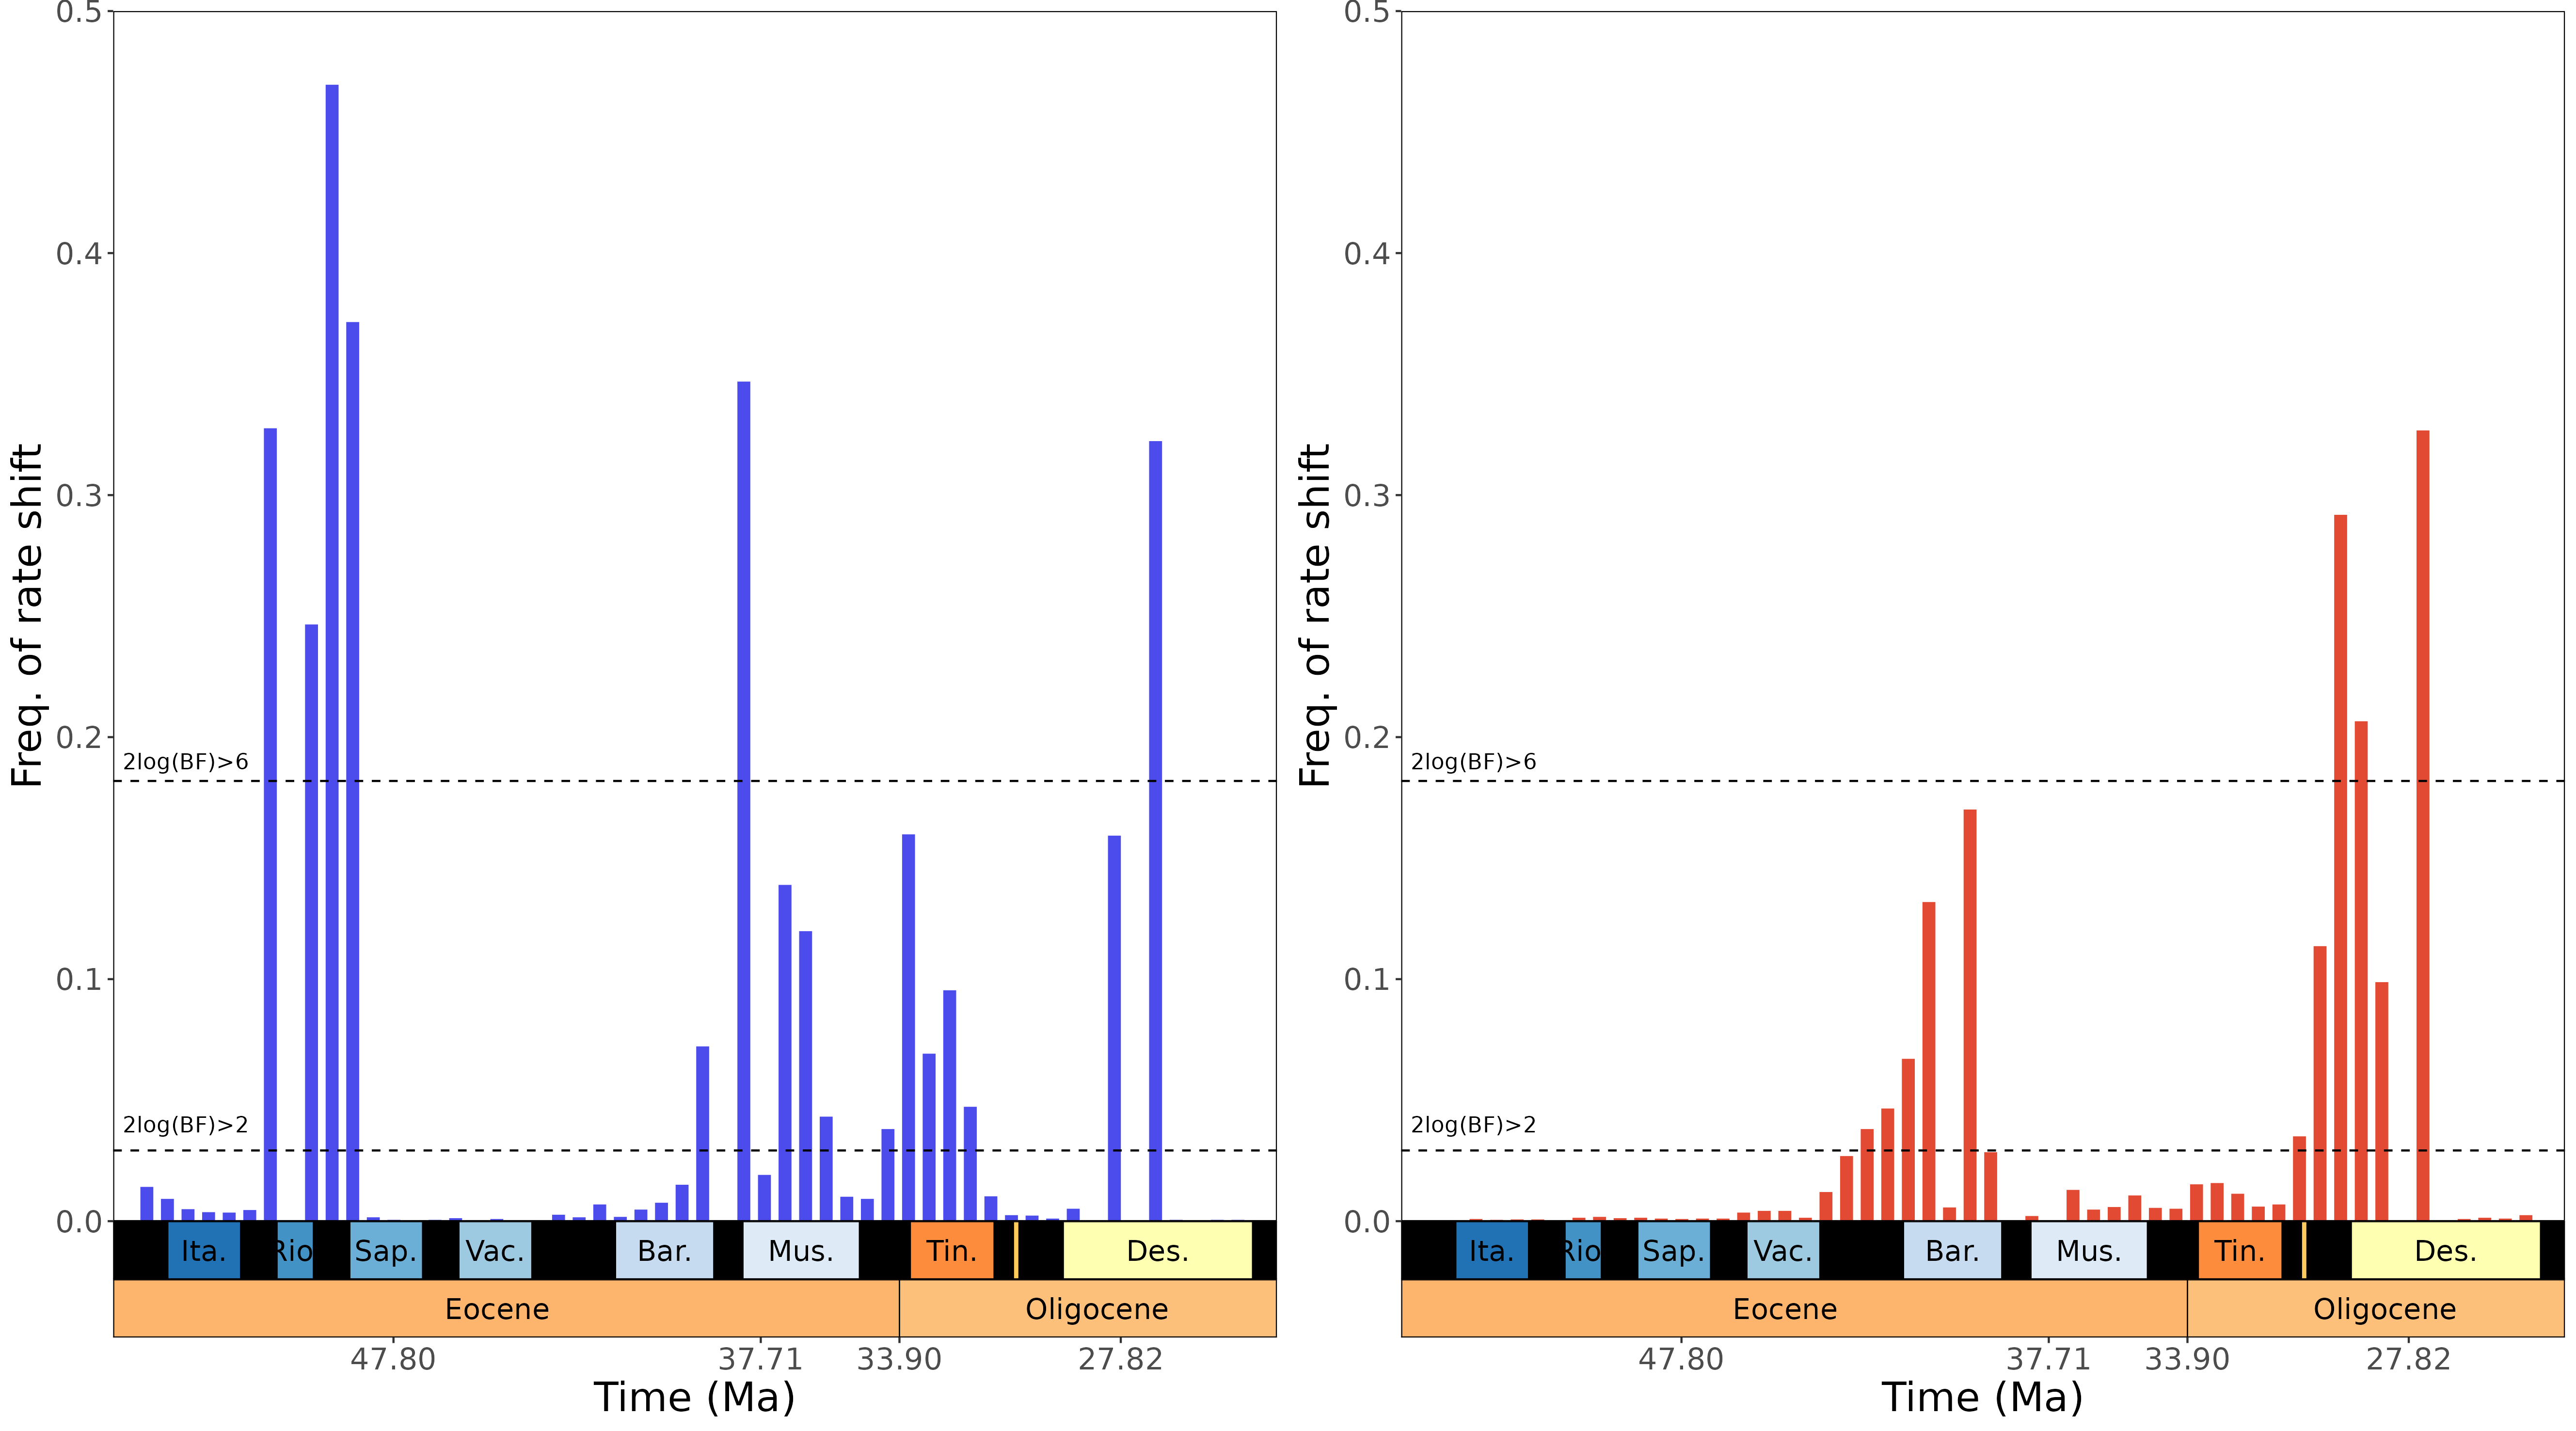 0.5
0.4
0.3
0.2
0.1
0.0
Freq. of rate shift
2log(BF)>6
2log(BF)>2
Ita.
Rio
Sap.
Vac.
Bar.
Mus.
Tin.
Des.
Eocene
Oligocene
47.80
37.71
33.90
27.82
Time (Ma)
0.5
0.4
0.3
0.2
0.1
0.0
Freq. of rate shift
2log(BF)>6
2log(BF)>2
Ita.
Rio
Sap.
Vac.
Bar.
Mus.
Tin.
Des.
Eocene
Oligocene
47.80
37.71
33.90
27.82
Time (Ma)